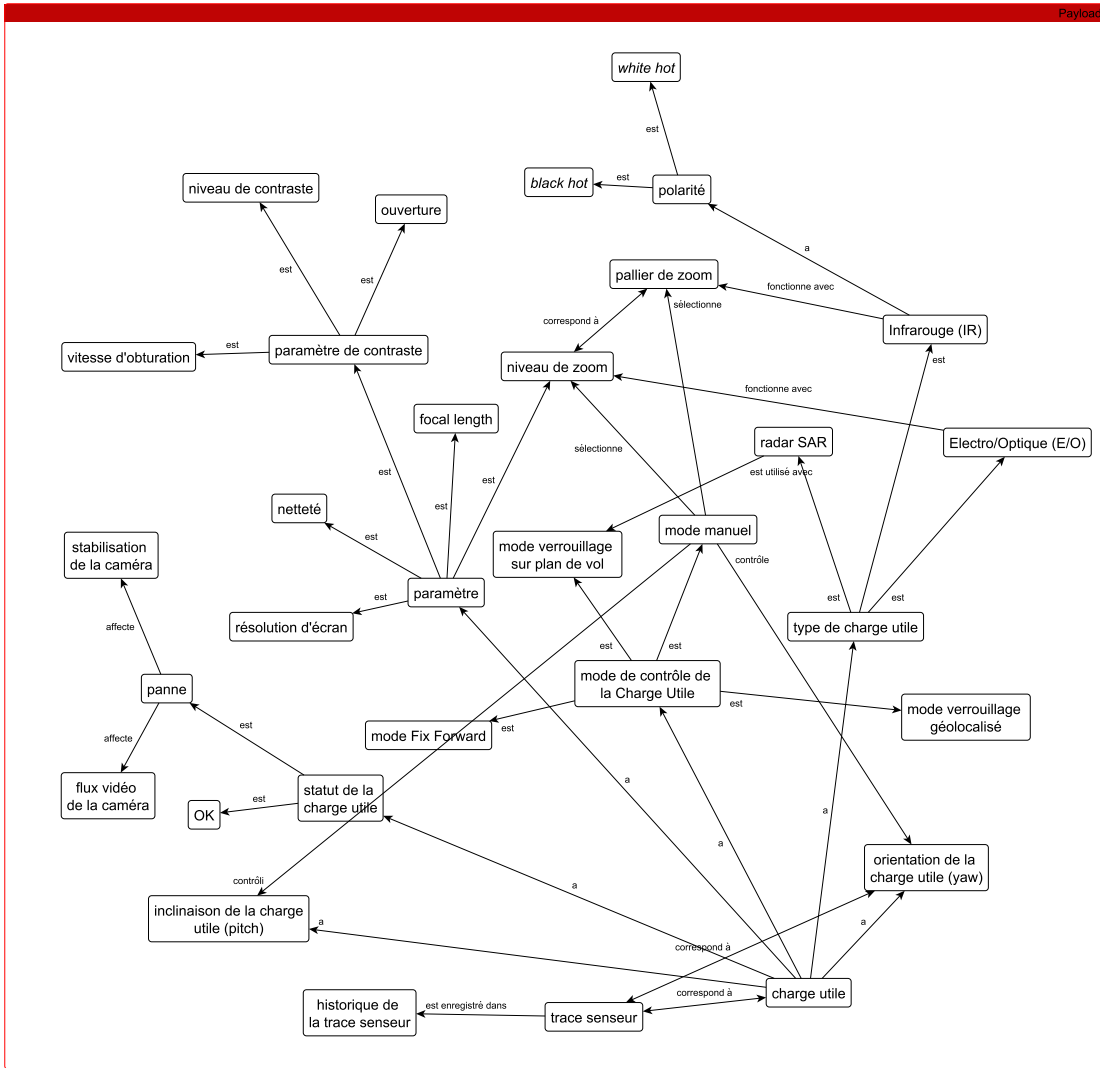 Payload
white hot
est
est
black hot
polarité
niveau de contraste
ouverture
a
est
est
pallier de zoom
fonctionne avec
sèlectionne
correspond à
Infrarouge (IR)
est
paramètre de contraste
vitesse d'obturation
est
niveau de zoom
fonctionne avec
focal length
radar SAR
Electro/Optique (E/O)
sèlectionne
est
est utilisé avec
est
netteté
est
est
mode manuel
stabilisation
de la caméra
mode verrouillage
sur plan de vol
contrôle
paramètre
est
est
est
résolution d'écran
affecte
type de charge utile
est
est
mode de contrôle de
la Charge Utile
panne
est
mode verrouillage
géolocalisé
est
est
mode Fix Forward
affecte
flux vidéo
de la caméra
statut de la
charge utile
est
OK
a
a
a
orientation de la
charge utile (yaw)
contrôli
a
inclinaison de la charge
utile (pitch)
a
a
correspond à
correspond à
charge utile
historique de
la trace senseur
est enregistré dans
trace senseur